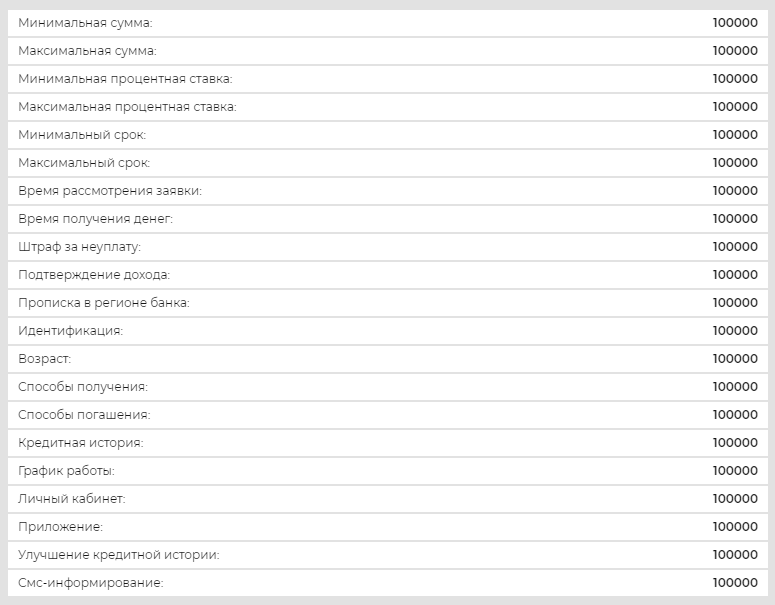 Минимальная сумма: 100000
Максимальная сумма: 100000
Минимальная процентная ставка: 100000
Максимальная процентная ставка: 100000
Минимальный срок: 100000
Максимальный срок: 100000
Время рассмотрения заявки: 100000
Время получения денег: 100000
Штраф за неуплату: 100000
Подтверждение дохода: 100000
Прописка в регионе банка: 100000
Идентификация: 100000
Возраст: 100000
Способы получения: 100000
Способы погашения: 100000
Кредитная история: 100000
График работы: 100000
Личный кабинет: 100000
Приложение: 100000
Улучшение кредитной истории: 100000
Смс-информирование: 100000